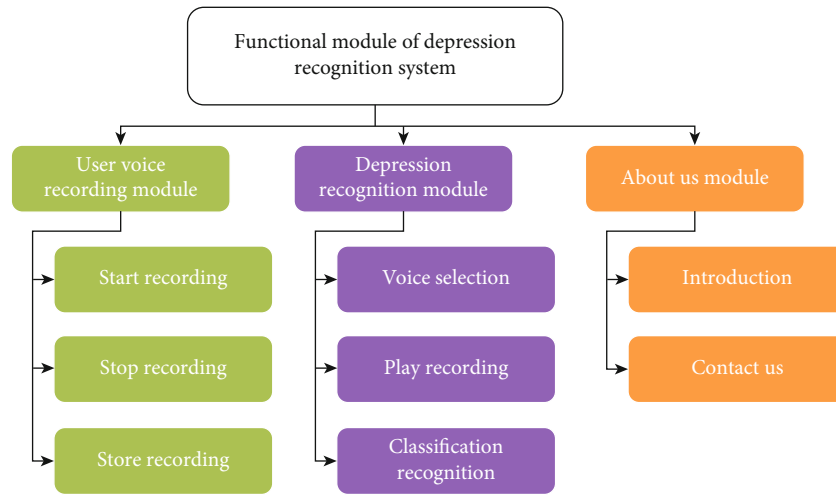 Functional module of depression
recognition system
User voice
recording module
Depression
recognition module
About us module
Start recording
Voice selection
Introduction
Stop recording
Play recording
Contact us
Store recording
Classification
recognition